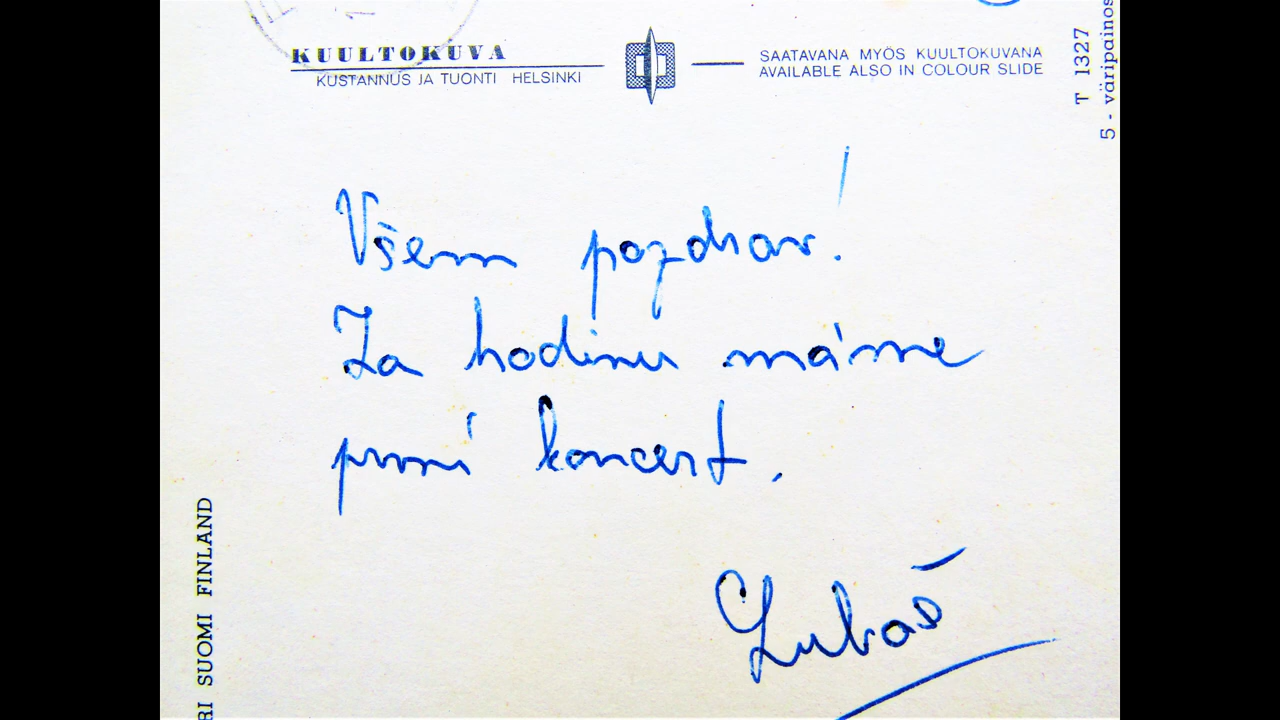 KUULTOKUVA
KUSTANNUS JA TUONTI HELSINKI
SAATAVANA MYÖS KUULTOKUVANA
AVAILABLE ALSO IN COLOUR SLIDE
T 1327
5 - väripainos
Všem pozdrav!
Za hodinu máme
první koncert.
Luboš
RI SUOMI FINLAND